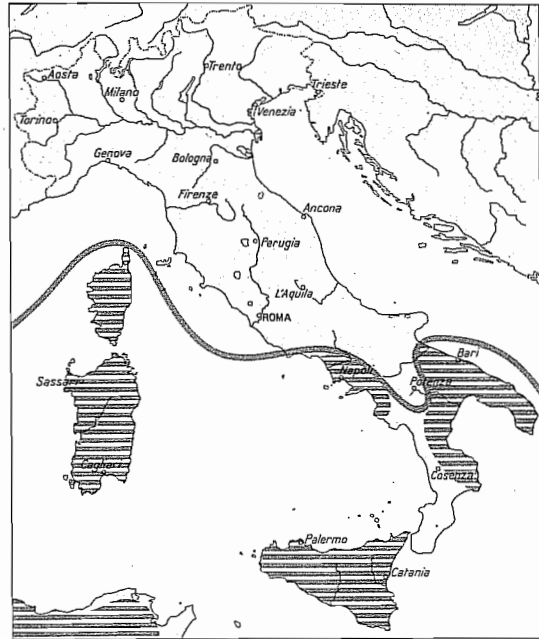 Aosta
Trento
Milano
Trieste
Venezia
Torino
Genova
Bologna
Firenze
Ancona
Perugia
L'Aquila
ROMA
Bari
Napoli
Potenza
Sassari
Cagliari
Cosenza
Palermo
Catania